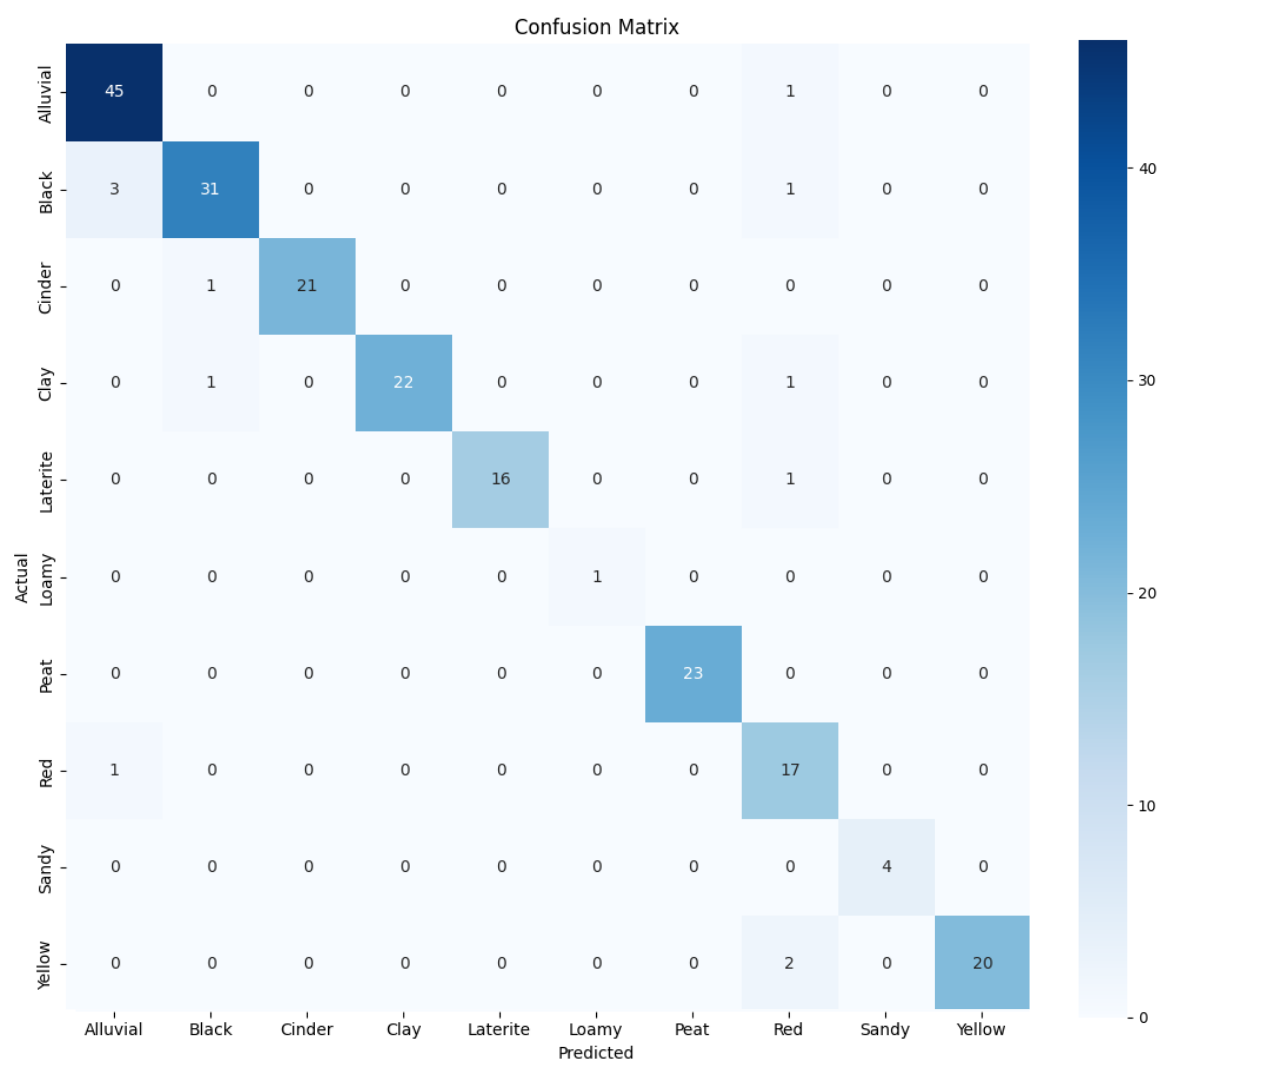 Confusion Matrix
Alluvial 45 0 0 0 0 0 0 1 0 0
Black 3 31 0 0 0 0 0 1 0 0
Cinder 0 1 21 0 0 0 0 0 0 0
Clay 0 1 0 22 0 0 0 1 0 0
Laterite 0 0 0 0 16 0 0 1 0 0
Actual
Loamy 0 0 0 0 0 1 0 0 0 0
Peat 0 0 0 0 0 0 23 0 0 0
Red 1 0 0 0 0 0 0 17 0 0
Sandy 0 0 0 0 0 0 0 0 4 0
Yellow 0 0 0 0 0 0 0 2 0 20
Alluvial Black Cinder Clay Laterite Loamy Peat Red Sandy Yellow
Predicted
40
30
20
10
0